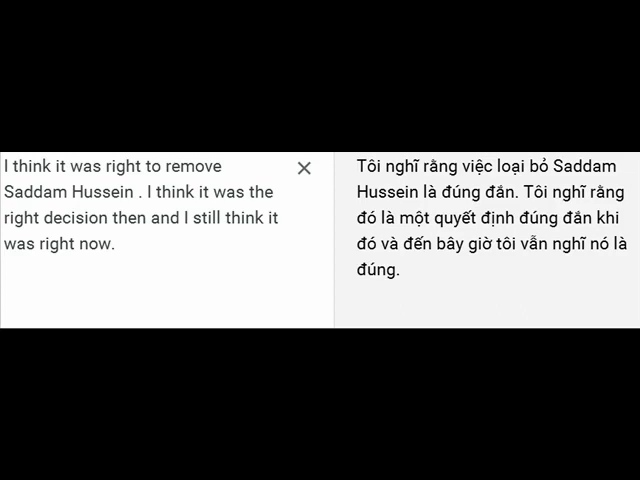 I think it was right to remove
Saddam Hussein . I think it was the
right decision then and I still think it
was right now.
Tôi nghĩ rằng việc loại bỏ Saddam
Hussein là đúng đắn. Tôi nghĩ rằng
đó là một quyết định đúng đắn khi
đó và đến bây giờ tôi vẫn nghĩ nó là
đúng.